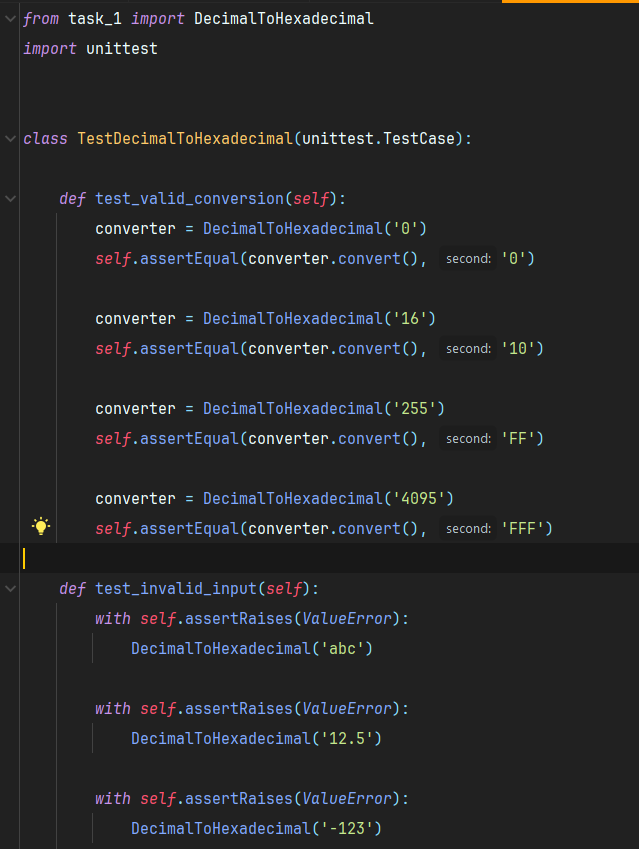 from task_1 import DecimalToHexadecimal
import unittest
class TestDecimalToHexadecimal(unittest.TestCase):
def test_valid_conversion(self):
converter = DecimalToHexadecimal('0')
self.assertEqual(converter.convert(), second: '0')
converter = DecimalToHexadecimal('16')
self.assertEqual(converter.convert(), second: '10')
converter = DecimalToHexadecimal('255')
self.assertEqual(converter.convert(), second: 'FF')
converter = DecimalToHexadecimal('4095')
self.assertEqual(converter.convert(), second: 'FFF')
def test_invalid_input(self):
with self.assertRaises(ValueError):
DecimalToHexadecimal('abc')
with self.assertRaises(ValueError):
DecimalToHexadecimal('12.5')
with self.assertRaises(ValueError):
DecimalToHexadecimal('-123')